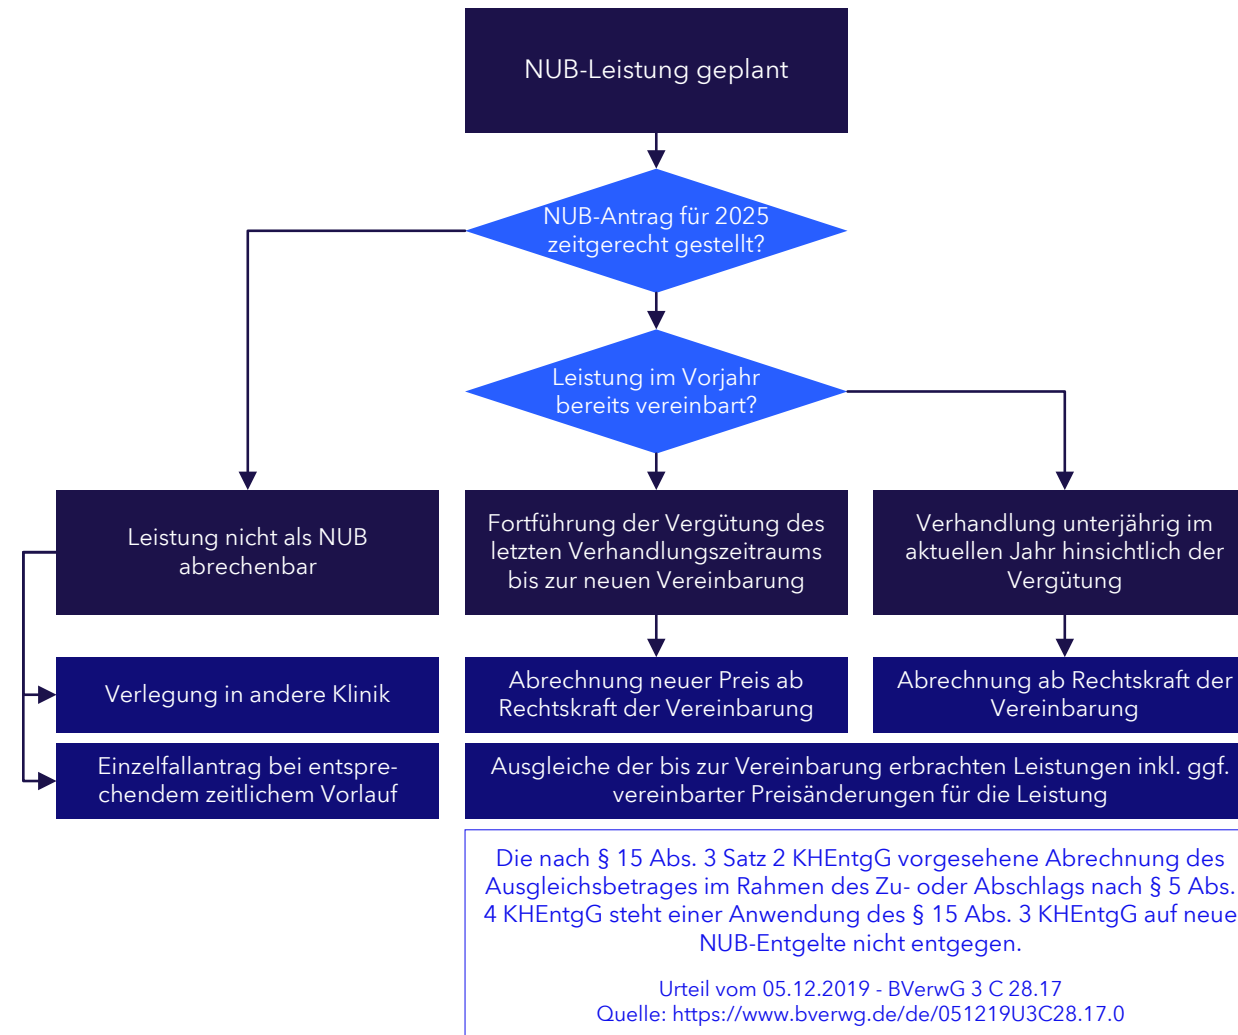 NUB-Leistung geplant
NUB-Antrag für 2025
zeitgerecht gestellt?
Leistung im Vorjahr
bereits vereinbart?
Leistung nicht als NUB
abrechenbar
Fortführung der Vergütung des
letzten Verhandlungszeitraums
bis zur neuen Vereinbarung
Verhandlung unterjährig im
aktuellen Jahr hinsichtlich der
Vergütung
Verlegung in andere Klinik
Abrechnung neuer Preis ab
Rechtskraft der Vereinbarung
Abrechnung ab Rechtskraft der
Vereinbarung
Einzelfallantrag bei entspre-
chendem zeitlichem Vorlauf
Ausgleiche der bis zur Vereinbarung erbrachten Leistungen inkl. ggf.
vereinbarter Preisänderungen für die Leistung
Die nach § 15 Abs. 3 Satz 2 KHEntgG vorgesehene Abrechnung des
Ausgleichsbetrages im Rahmen des Zu- oder Abschlags nach § 5 Abs.
4 KHEntgG steht einer Anwendung des § 15 Abs. 3 KHEntgG auf neue
NUB-Entgelte nicht entgegen.
Urteil vom 05.12.2019 - BVerwG 3 C 28.17
Quelle: https://www.bverwg.de/de/051219U3C28.17.0